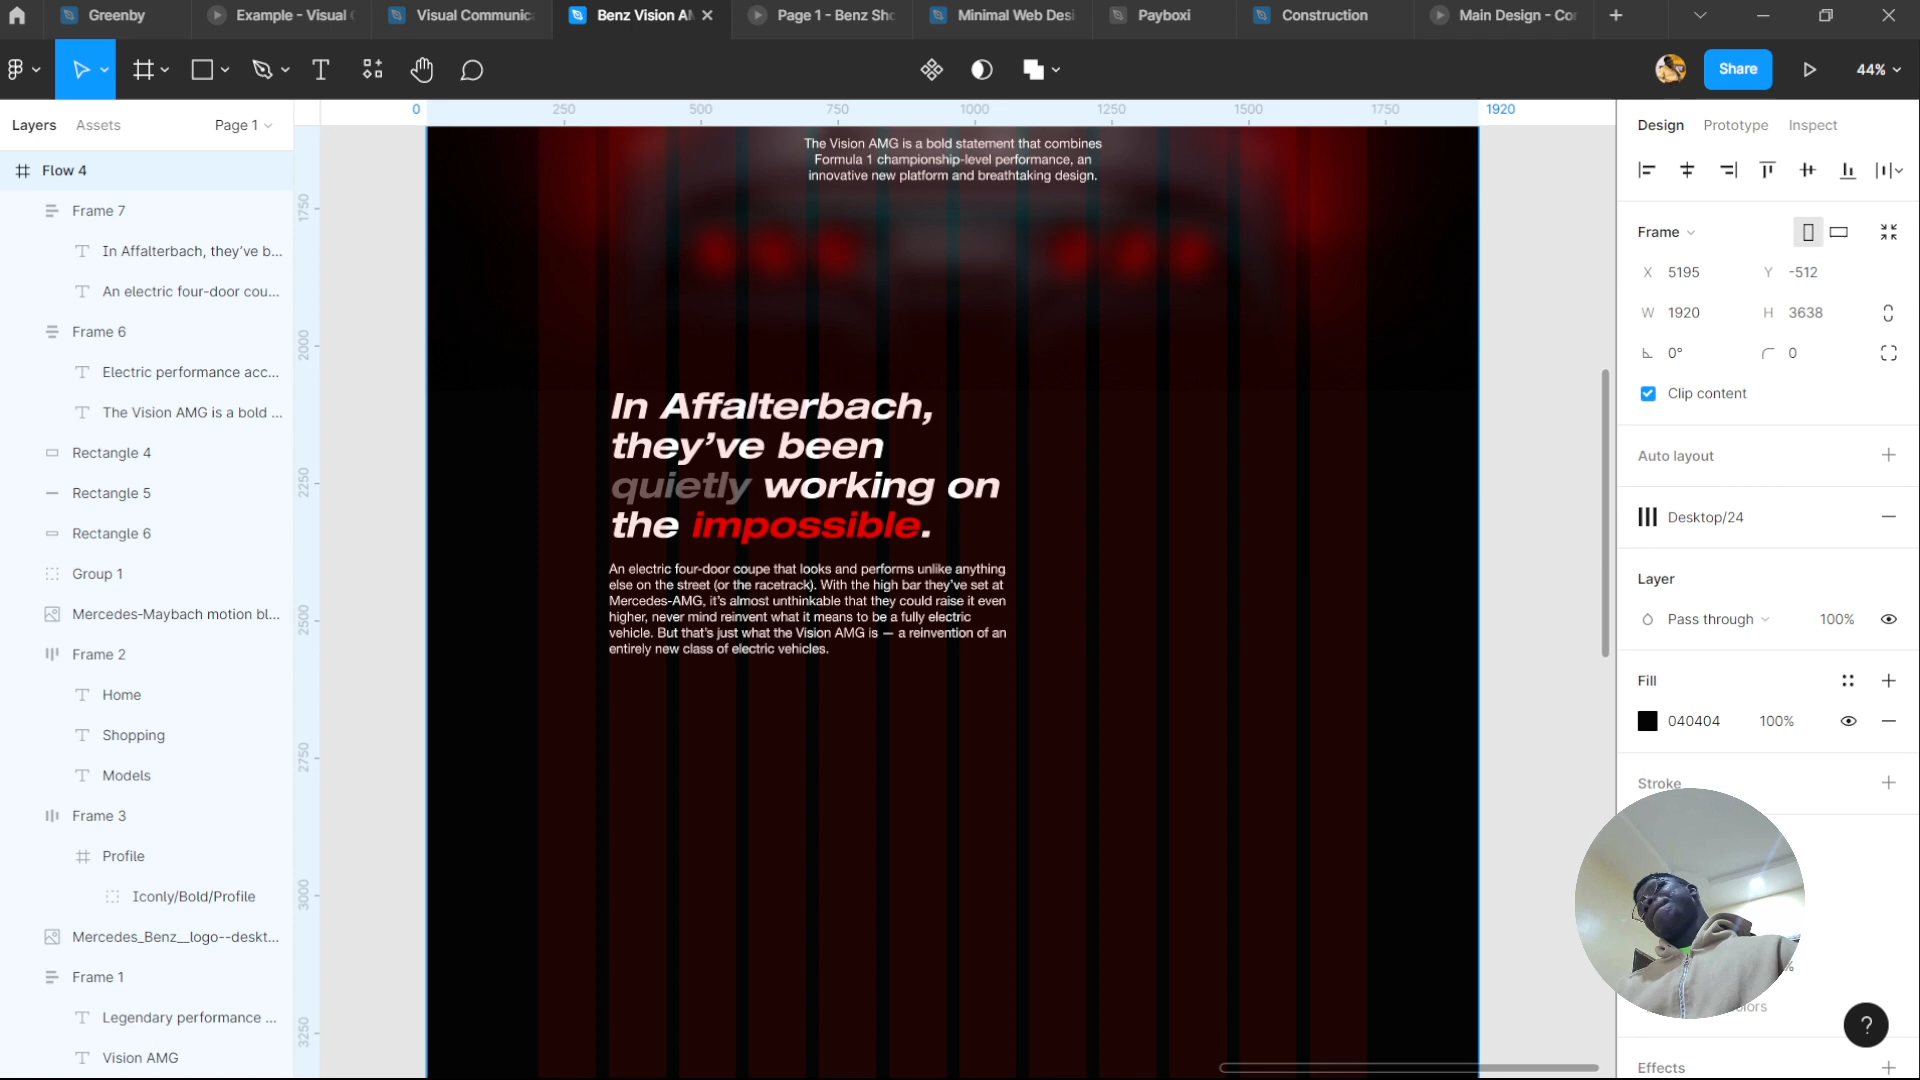 Greenby
Example - Visual
Visual Communic
Benz Vision A
Page 1 - Benz Sh
Minimal Web Des
Payboxi
Construction
Main Design - Co
Share
44%
Layers
Assets
Page 1
0
250
500
750
1000
1250
1500
1750
1920
Design
Prototype
Inspect
Flow 4
Frame 7
In Affalterbach, they’ve b...
An electric four-door cou...
Frame 6
Electric performance acc...
The Vision AMG is a bold ...
Rectangle 4
Rectangle 5
Rectangle 6
Group 1
Mercedes-Maybach motion bl...
Frame 2
Home
Shopping
Models
Frame 3
Profile
Iconly/Bold/Profile
Mercedes_Benz__logo--deskt...
Frame 1
Legendary performance ...
Vision AMG
1750
2000
2250
2500
2750
3000
3250
The Vision AMG is a bold statement that combines
Formula 1 championship-level performance, an
innovative new platform and breathtaking design.
In Affalterbach,
they’ve been
quietly working on
the impossible.
An electric four-door coupe that looks and performs unlike anything
else on the street (or the racetrack). With the high bar they’ve set at
Mercedes-AMG, it’s almost unthinkable that they could raise it even
higher, never mind reinvent what it means to be a fully electric
vehicle. But that’s just what the Vision AMG is — a reinvention of an
entirely new class of electric vehicles.
Frame
X 5195
Y -512
W 1920
H 3638
0°
0
Clip content
Auto layout
Desktop/24
Layer
Pass through
100%
Fill
040404
100%
Stroke
%
olors
?
Effects